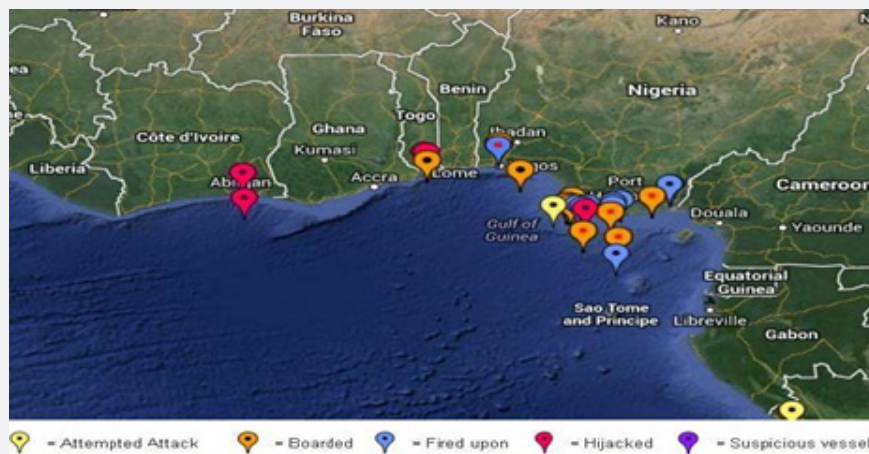 Burkina
Faso
Kano
Benin
Nigeria
Togo
Côte d'Ivoire
Ghana
Ibadan
Kumasi
Liberia
Accra
Lome
Port
Cameroon
Gulf of
Guinea
Douala
Yaounde
Equatorial
Guinea
Sao Tome
and Principe
Libreville
Gabon
= Attempted Attack
= Boarded
= Fired upon
= Hijacked
= Suspicious vessel